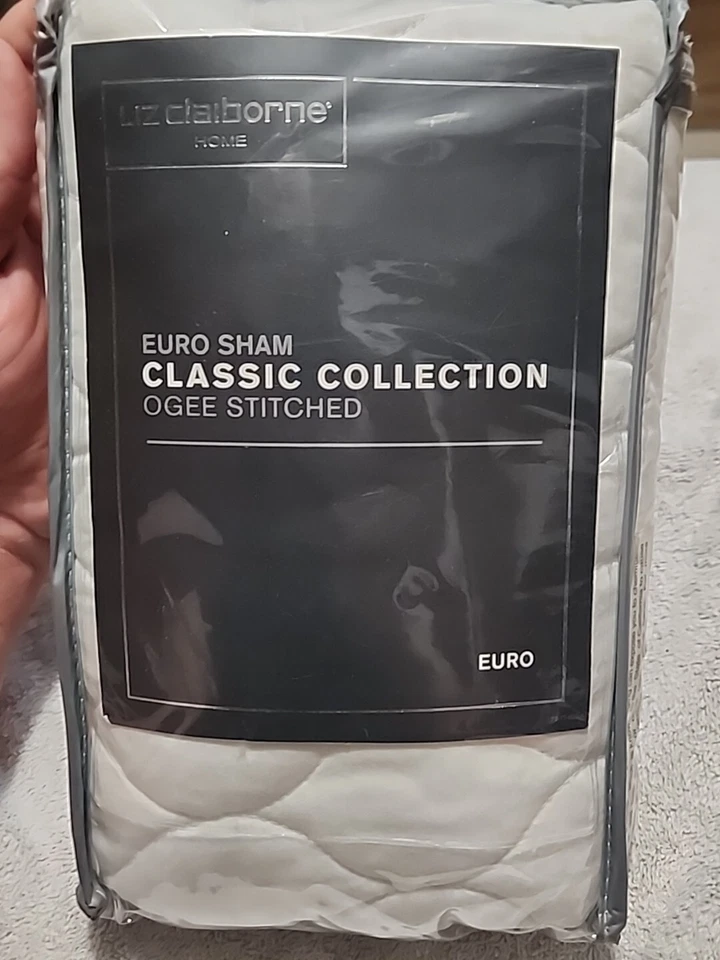 liz claiborne
HOME
EURO SHAM
CLASSIC COLLECTION
OGEE STITCHED
EURO